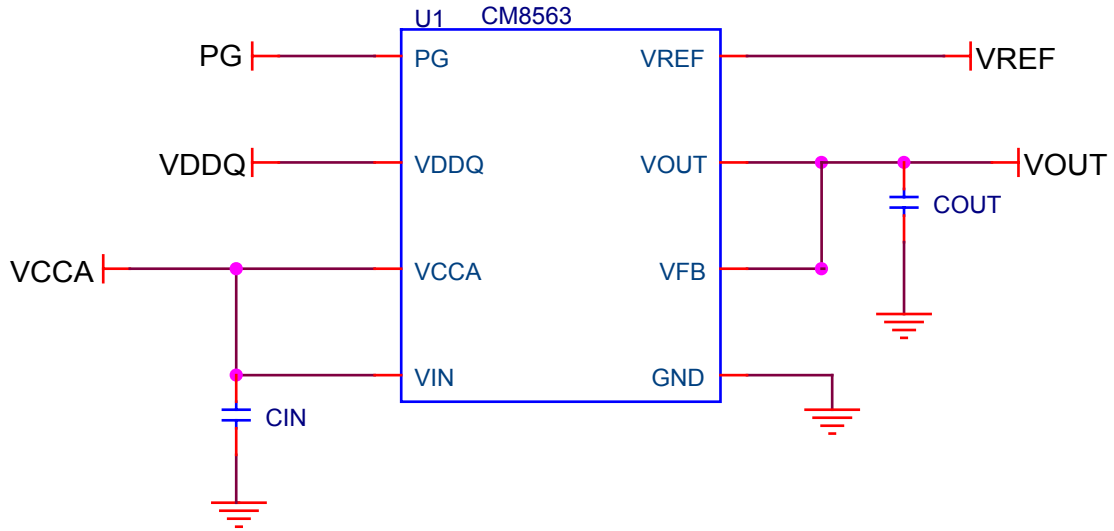 U1 CM8563
PG PG VREF VREF
VDDQ VDDQ VOUT VOUT
COUT
VCCA VCCA VFB
VIN GND
CIN